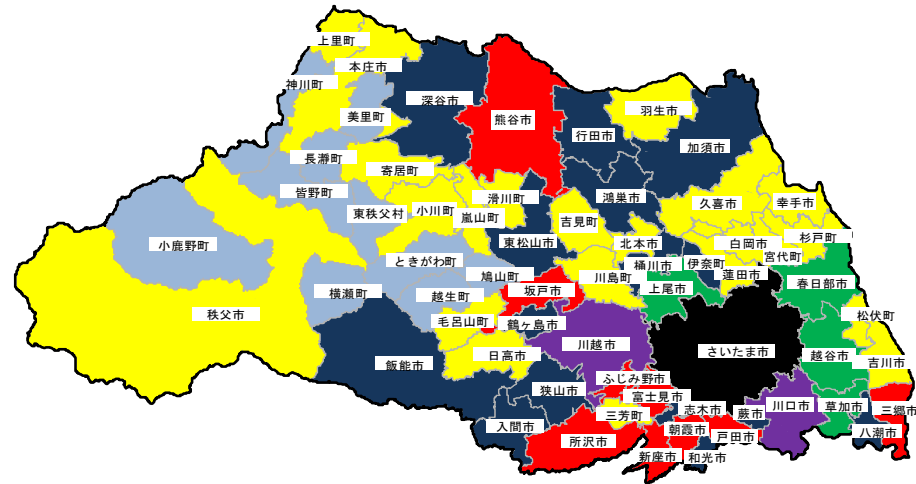 上里町
本庄市
神川町
美里町
深谷市
熊谷市
行田市
羽生市
加須市
長瀞町
皆野町
寄居町
東秩父村
小川町
嵐山町
滑川町
吉見町
鴻巣市
久喜市
幸手市
杉戸町
小鹿野町
東松山市
北本市
白岡市
宮代町
ときがわ町
鳩山町
川島町
桶川市
伊奈町
蓮田市
上尾市
春日部市
秩父市
横瀬町
越生町
坂戸市
毛呂山町
鶴ヶ島市
松伏町
飯能市
日高市
川越市
さいたま市
越谷市
吉川市
狭山市
ふじみ野市
富士見市
三芳町
志木市
蕨市
川口市
草加市
三郷市
入間市
所沢市
朝霞市
戸田市
八潮市
新座市
和光市